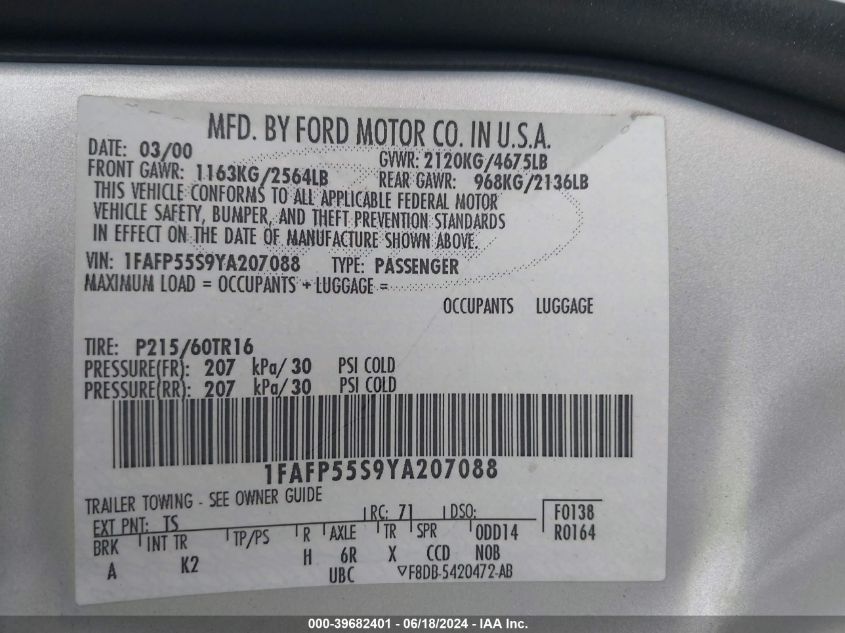 MFD. BY FORD MOTOR CO. IN U.S.A.
DATE: 03/00 GVWR: 2120KG/4675LB
FRONT GAWR: 1163KG/2564LB REAR GAWR: 968KG/2136LB
THIS VEHICLE CONFORMS TO ALL APPLICABLE FEDERAL MOTOR
VEHICLE SAFETY, BUMPER, AND THEFT PREVENTION STANDARDS
IN EFFECT ON THE DATE OF MANUFACTURE SHOWN ABOVE.
VIN: 1FAFP55S9YA207088 TYPE: PASSENGER
MAXIMUM LOAD = OCCUPANTS + LUGGAGE =
OCCUPANTS LUGGAGE
TIRE: P215/60TR16
PRESSURE(FR): 207 kPa/30 PSI COLD
PRESSURE(RR): 207 kPa/30 PSI COLD
1FAFP55S9YA207088
TRAILER TOWING - SEE OWNER GUIDE
EXT PNT: TS RC: 71 DSO: F0138
BRK INT TR TP/PS R AXLE TR SPR ODD14 R0164
A K2 H 6R X CCD NOB
UBC F8DB-5420472-AB
000-39682401 - 06/18/2024 - IAA Inc.